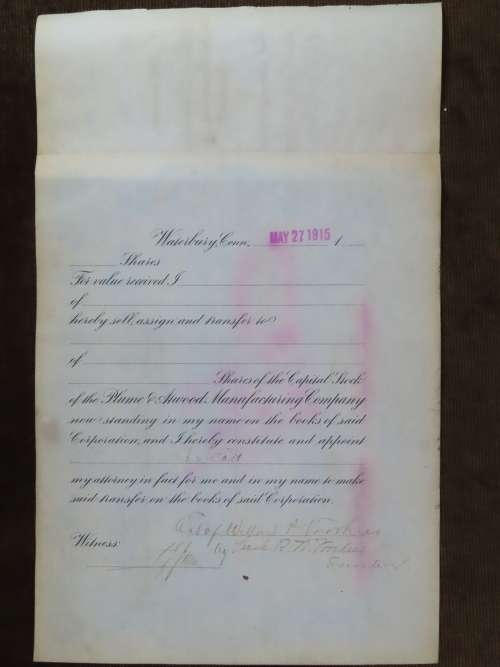 Waterbury, Conn. MAY 27 1915 1
Shares
For value received, I
of
hereby sell, assign and transfer to
of
Shares of the Capital Stock
of the Plume & Atwood Manufacturing Company
now standing in my name on the books of said
Corporation, and I hereby constitute and appoint
my attorney in fact for me and in my name to make
said transfer on the books of said Corporation.
Est of
Witness: by